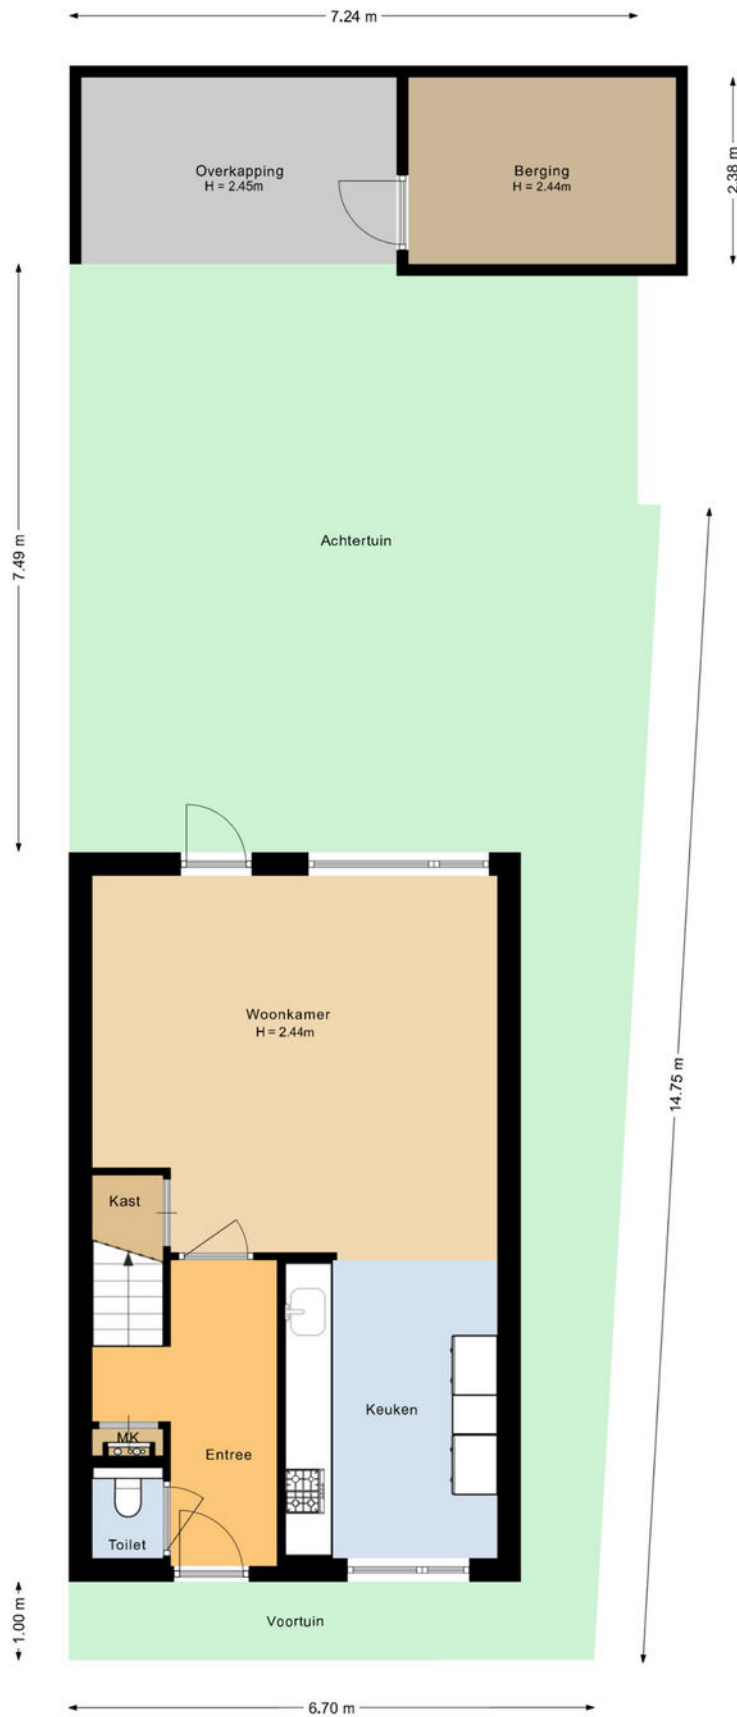 7.24 m
Overkapping
H = 2.45m
Berging
H = 2.44m
2.38 m
7.49 m
Achtertuin
Woonkamer
H = 2.44m
14.75 m
Kast
Keuken
MK
Entree
Toilet
1.00 m
Voortuin
6.70 m